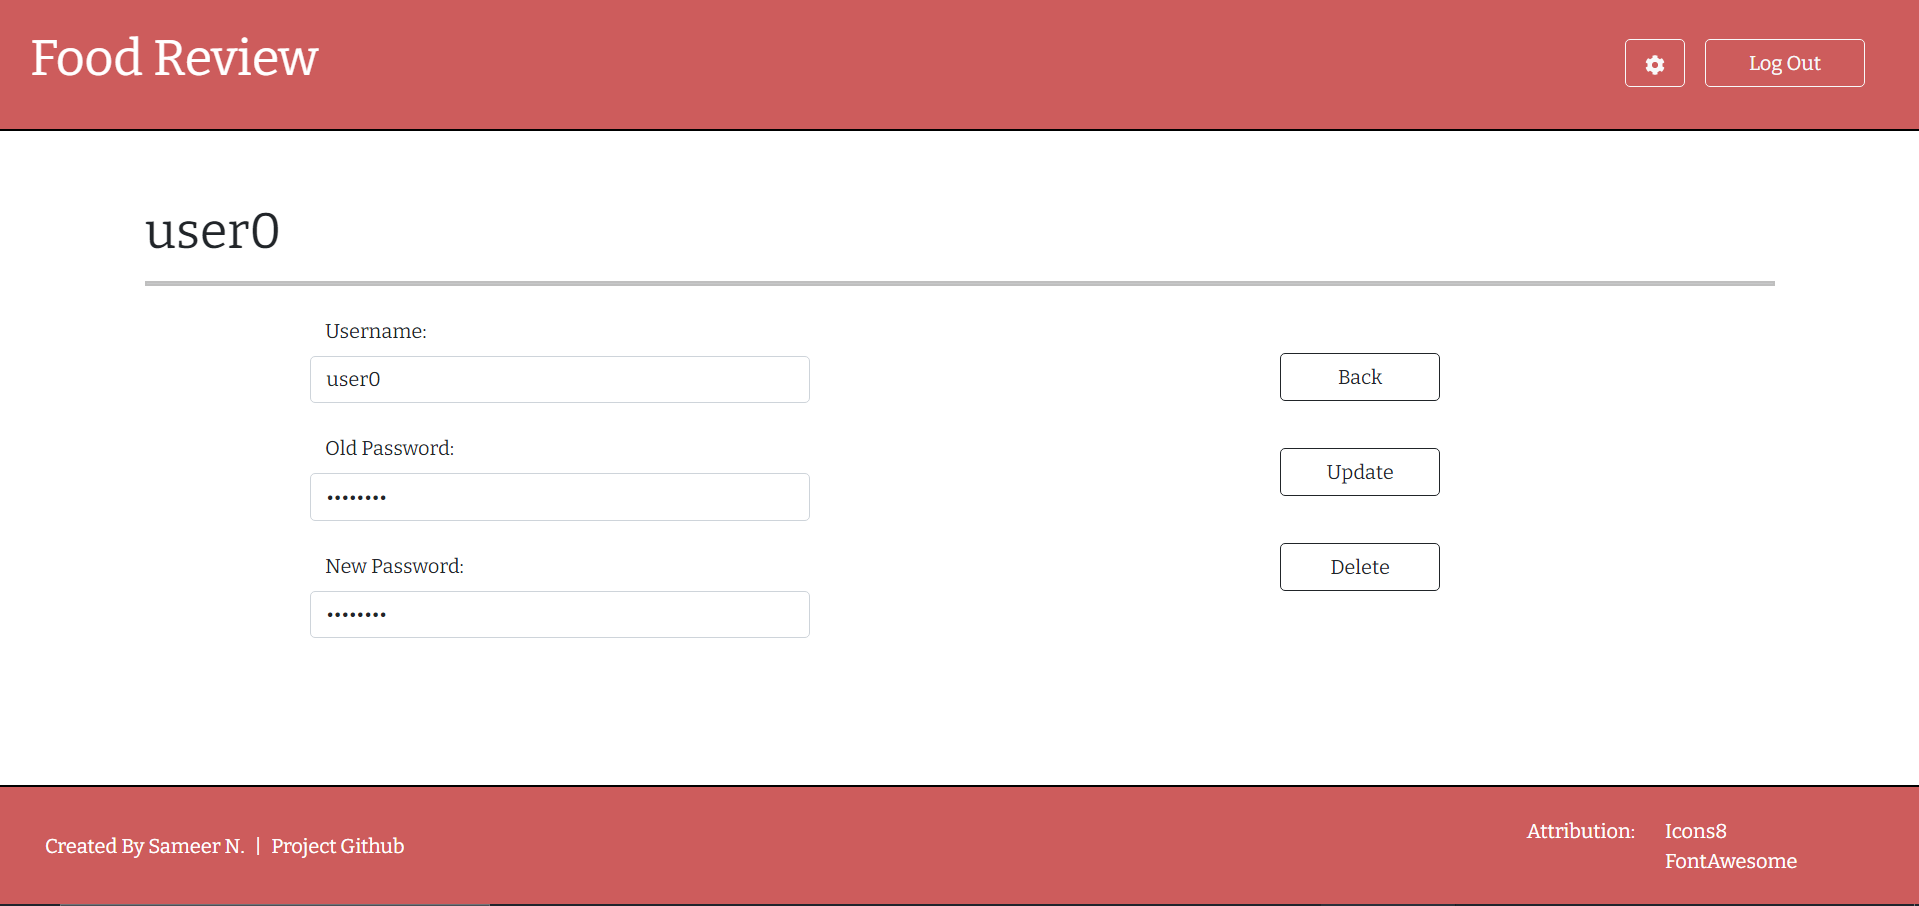 Food Review
Log Out
user0
Username:
user0
Back
Old Password:
••••••••
Update
New Password:
••••••••
Delete
Created By Sameer N. | Project Github
Attribution: Icons8
FontAwesome